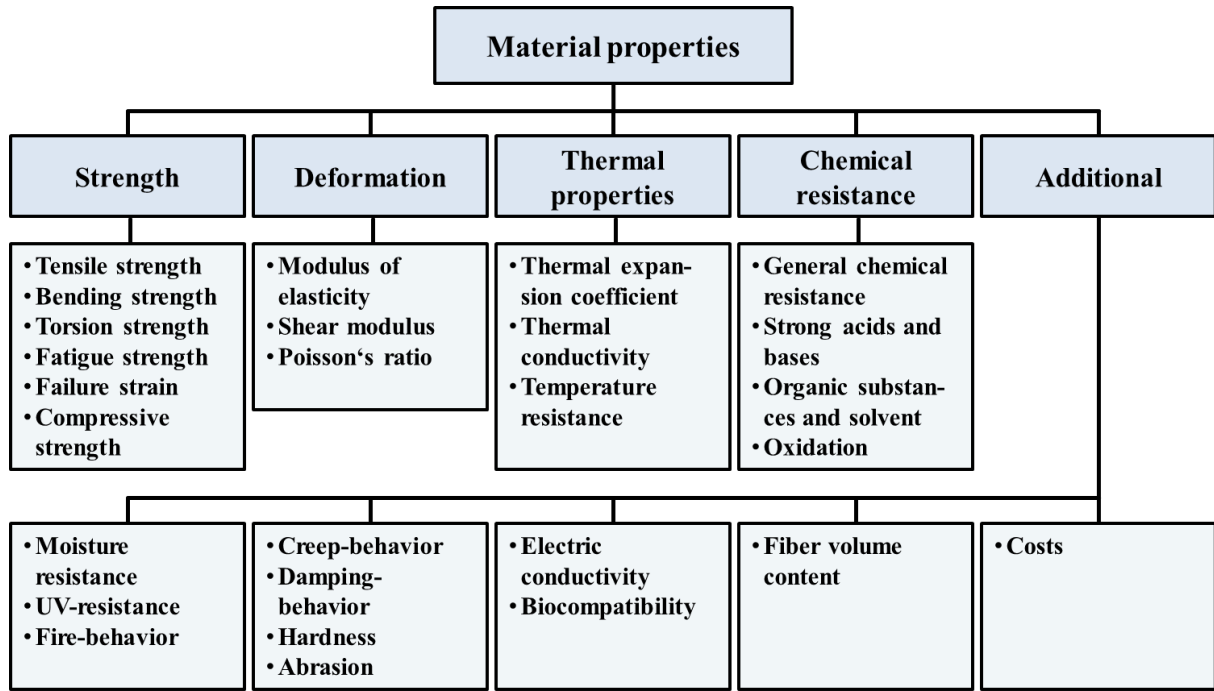 Material properties
Strength
Deformation
Thermal
properties
Chemical
resistance
Additional
• Tensile strength
• Bending strength
• Torsion strength
• Fatigue strength
• Failure strain
• Compressive
strength
• Modulus of
elasticity
• Shear modulus
• Poisson‘s ratio
• Thermal expan-
sion coefficient
• Thermal
conductivity
• Temperature
resistance
• General chemical
resistance
• Strong acids and
bases
• Organic substan-
ces and solvent
• Oxidation
• Moisture
resistance
• UV-resistance
• Fire-behavior
• Creep-behavior
• Damping-
behavior
• Hardness
• Abrasion
• Electric
conductivity
• Biocompatibility
• Fiber volume
content
• Costs